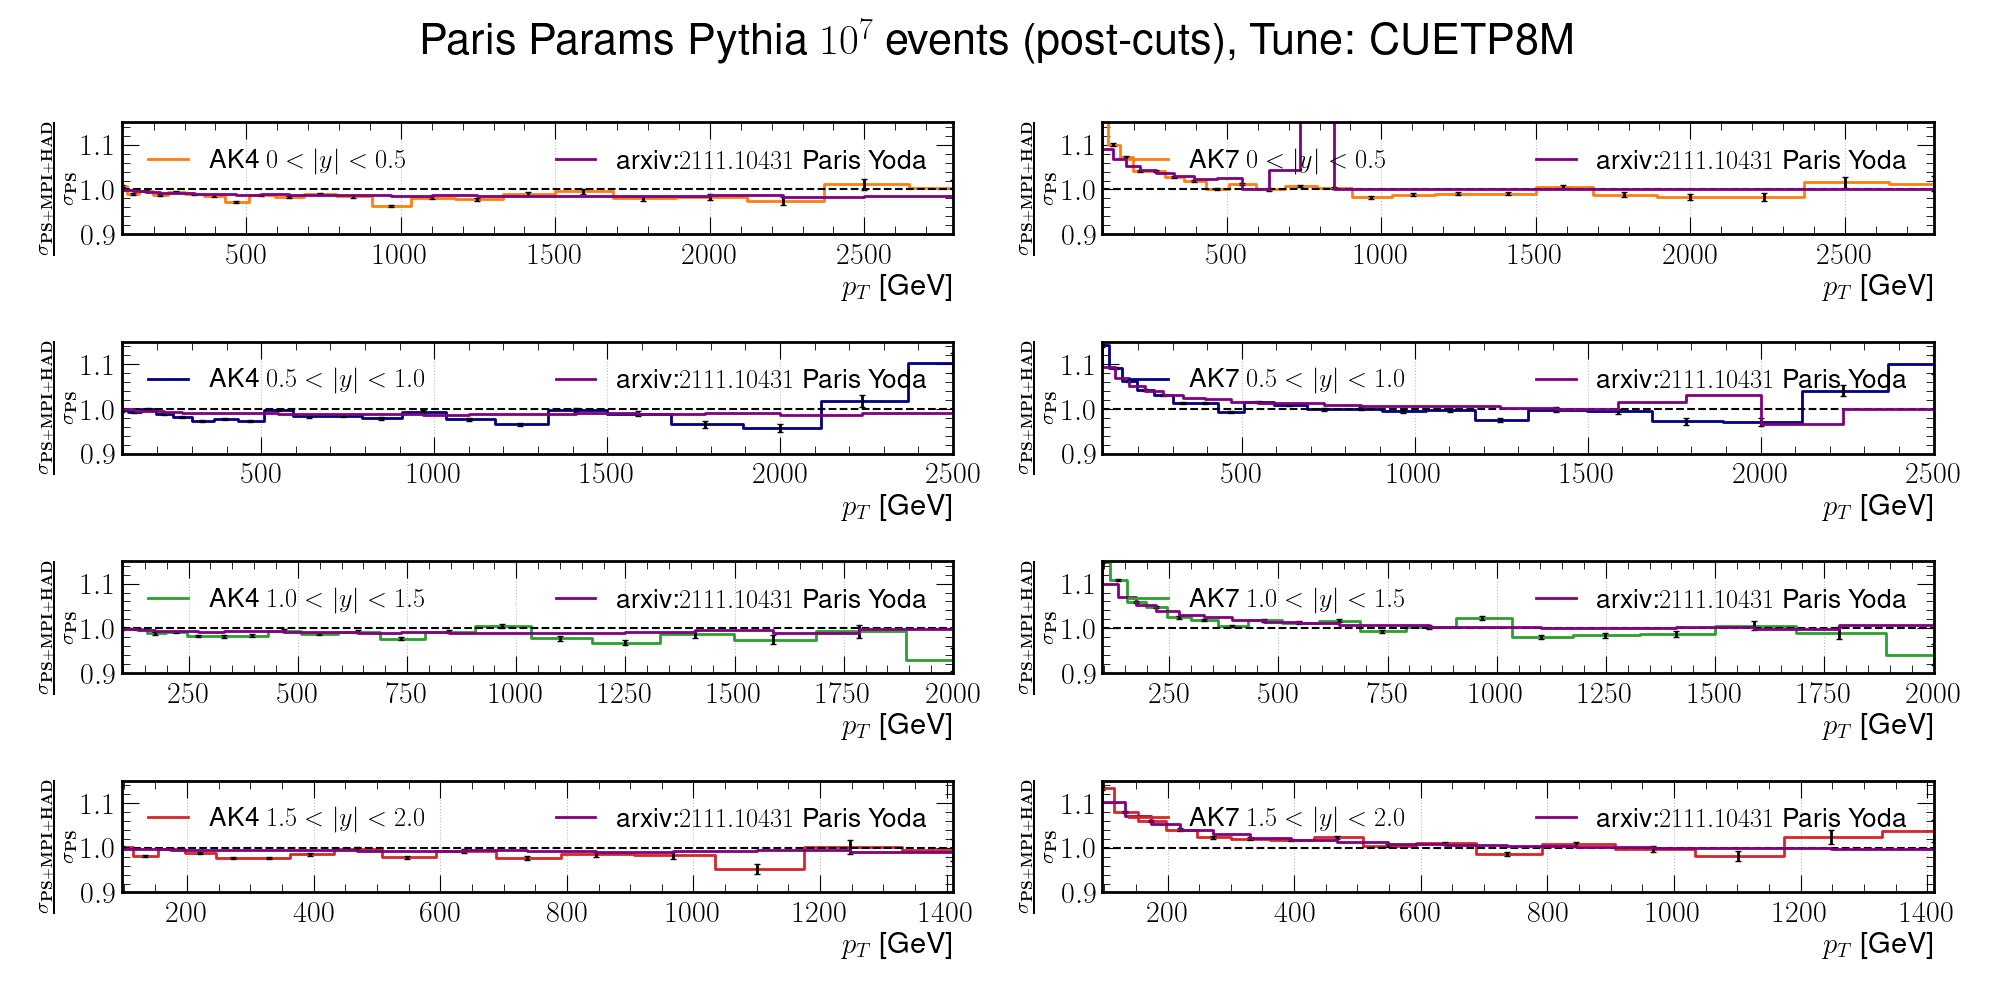 Paris Params Pythia 10^7 events (post-cuts), Tune: CUETP8M
σPS+MPI+HAD
σPS
1.1
1.0
0.9
AK4 0 < |y| < 0.5
arxiv:2111.10431 Paris Yoda
500 1000 1500 2000 2500
pT [GeV]
σPS+MPI+HAD
σPS
1.1
1.0
0.9
AK7 0 < |y| < 0.5
arxiv:2111.10431 Paris Yoda
500 1000 1500 2000 2500
pT [GeV]
σPS+MPI+HAD
σPS
1.1
1.0
0.9
AK4 0.5 < |y| < 1.0
arxiv:2111.10431 Paris Yoda
500 1000 1500 2000 2500
pT [GeV]
σPS+MPI+HAD
σPS
1.1
1.0
0.9
AK7 0.5 < |y| < 1.0
arxiv:2111.10431 Paris Yoda
500 1000 1500 2000 2500
pT [GeV]
σPS+MPI+HAD
σPS
1.1
1.0
0.9
AK4 1.0 < |y| < 1.5
arxiv:2111.10431 Paris Yoda
250 500 750 1000 1250 1500 1750 2000
pT [GeV]
σPS+MPI+HAD
σPS
1.1
1.0
0.9
AK7 1.0 < |y| < 1.5
arxiv:2111.10431 Paris Yoda
250 500 750 1000 1250 1500 1750 2000
pT [GeV]
σPS+MPI+HAD
σPS
1.1
1.0
0.9
AK4 1.5 < |y| < 2.0
arxiv:2111.10431 Paris Yoda
200 400 600 800 1000 1200 1400
pT [GeV]
σPS+MPI+HAD
σPS
1.1
1.0
0.9
AK7 1.5 < |y| < 2.0
arxiv:2111.10431 Paris Yoda
200 400 600 800 1000 1200 1400
pT [GeV]